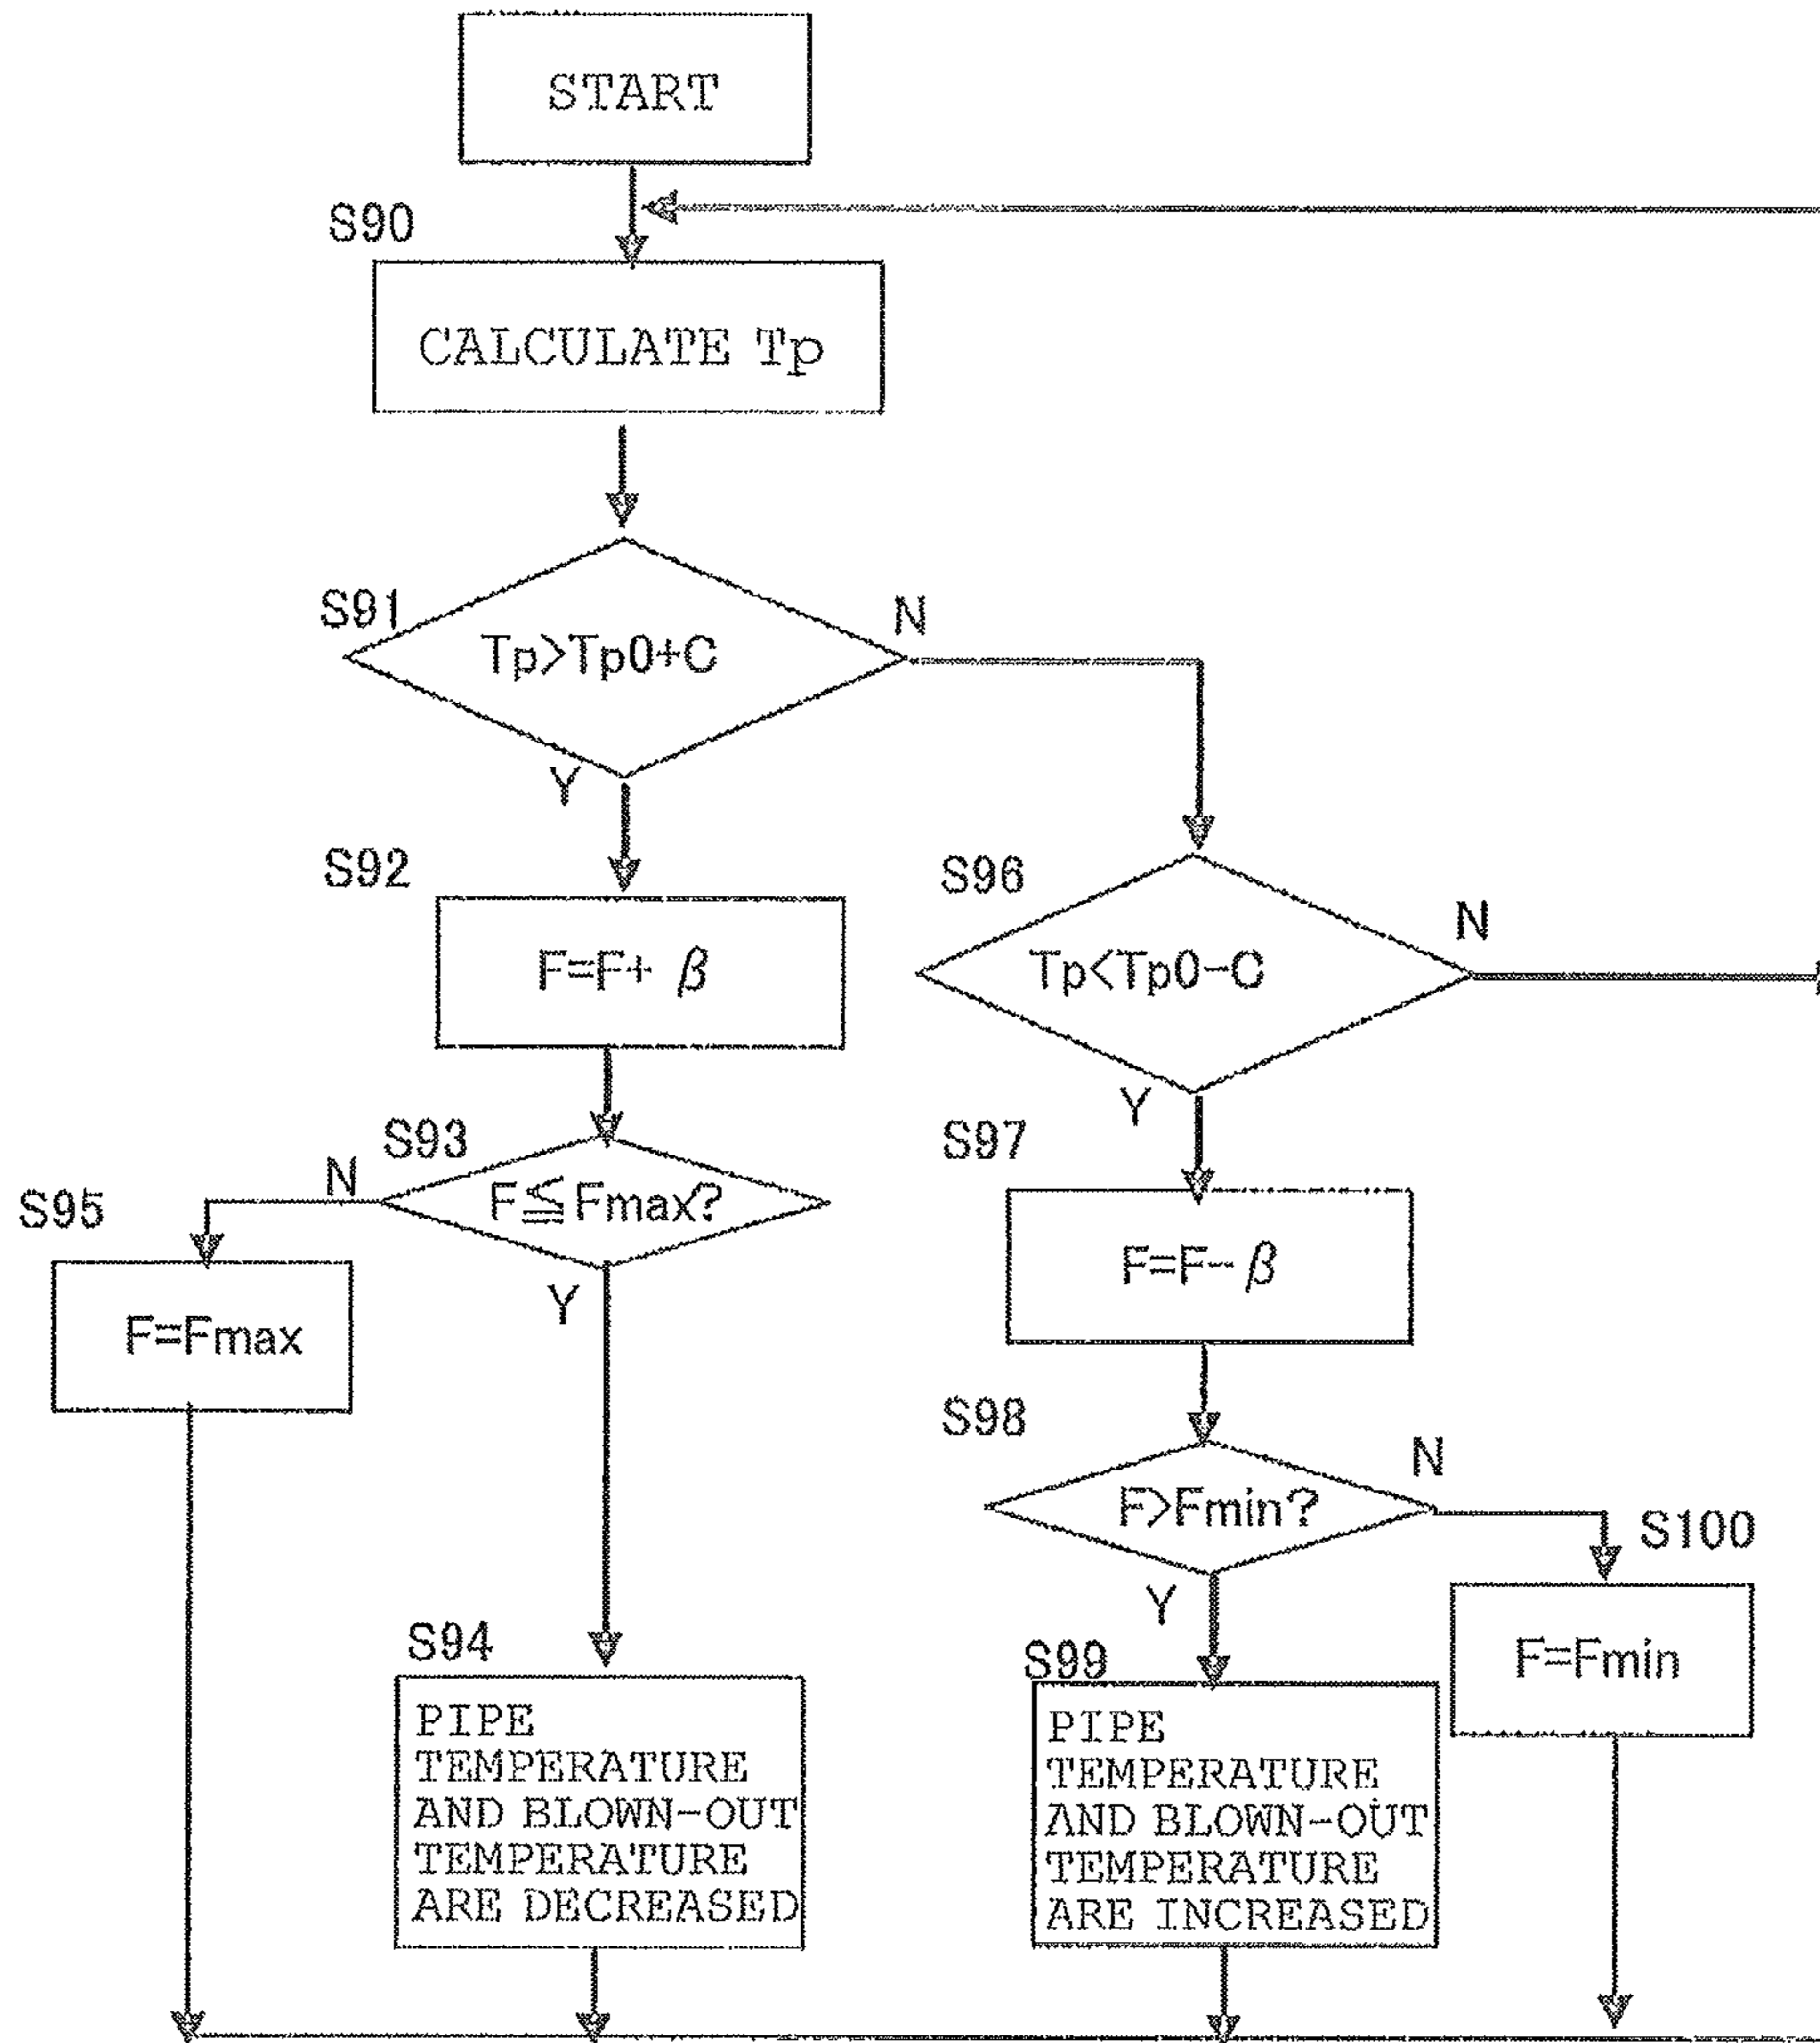 START
S90
CALCULATE Tp
S91
Tp>Tp0+C
N
Y
S92
F=F+ β
S96
Tp<Tp0-C
N
Y
S93
F≦Fmax?
N
Y
S95
F=Fmax
S97
F=F-β
S98
F>Fmin?
N
Y
S100
F=Fmin
S94
PIPE
TEMPERATURE
AND BLOWN-OUT
TEMPERATURE
ARE DECREASED
S99
PIPE
TEMPERATURE
AND BLOWN-OUT
TEMPERATURE
ARE INCREASED